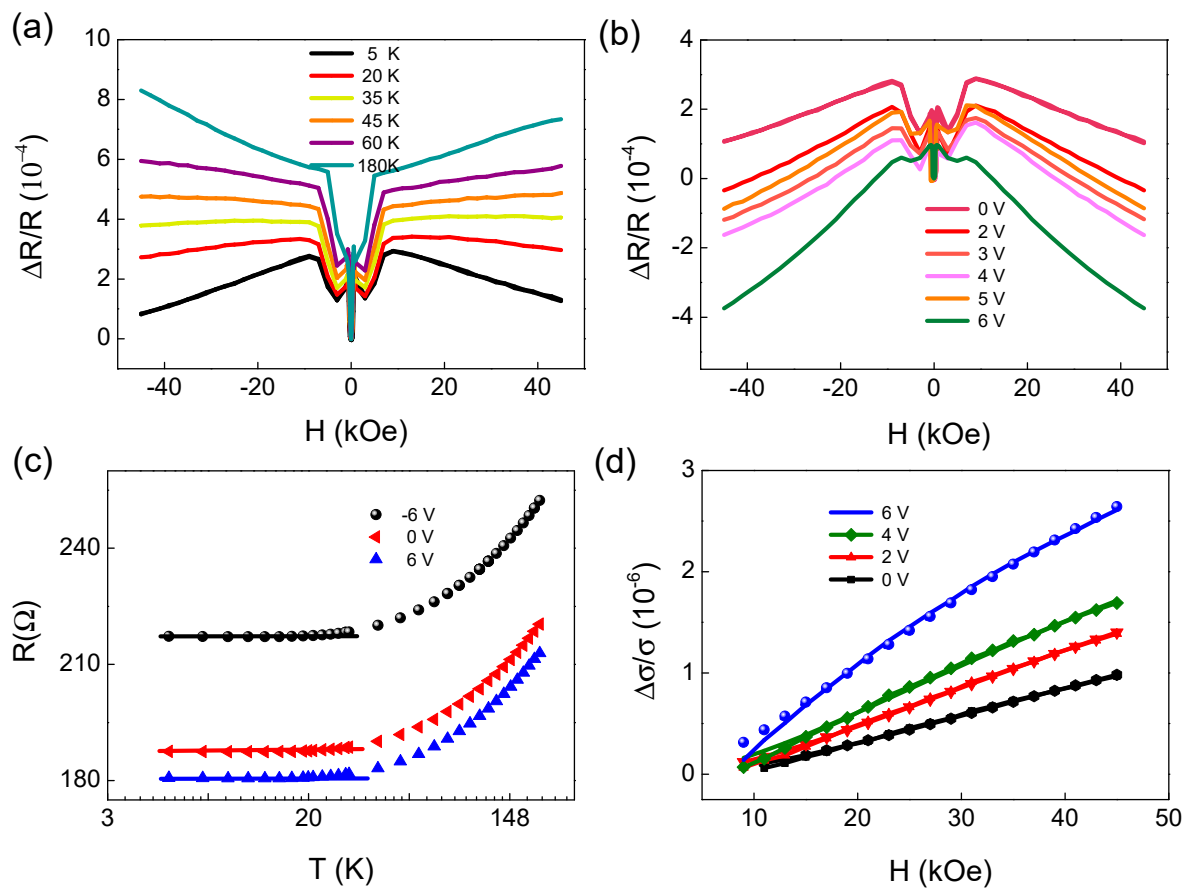 (a)
10
8
6
4
2
0
ΔR/R (10⁻⁴)
5 K
20 K
35 K
45 K
60 K
180K
-40 -20 0 20 40
H (kOe)
(b)
4
2
0
-2
-4
ΔR/R (10⁻⁴)
0 V
2 V
3 V
4 V
5 V
6 V
-40 -20 0 20 40
H (kOe)
(c)
240
210
180
R(Ω)
-6 V
0 V
6 V
3 20 148
T (K)
(d)
3
2
1
0
Δσ/σ (10⁻⁶)
6 V
4 V
2 V
0 V
10 20 30 40 50
H (kOe)